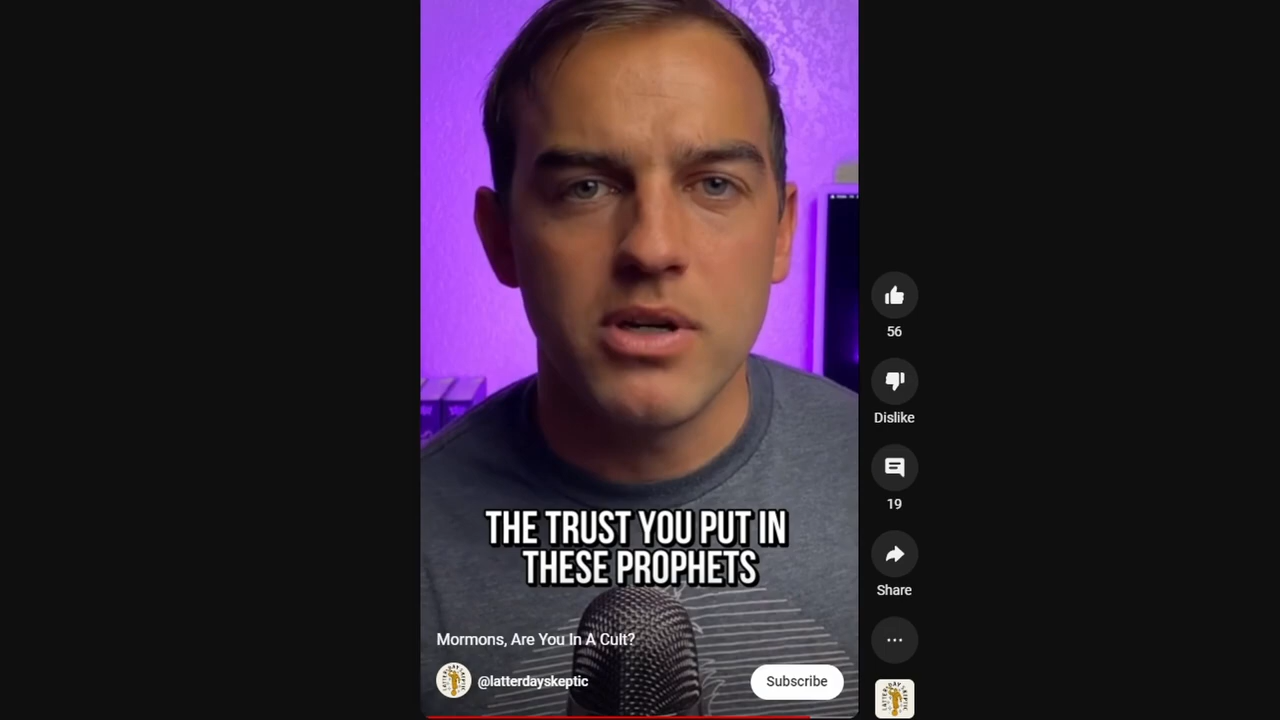 THE TRUST YOU PUT IN
THESE PROPHETS
Mormons, Are You In A Cult?
@latterdayskeptic
Subscribe
56
Dislike
19
Share